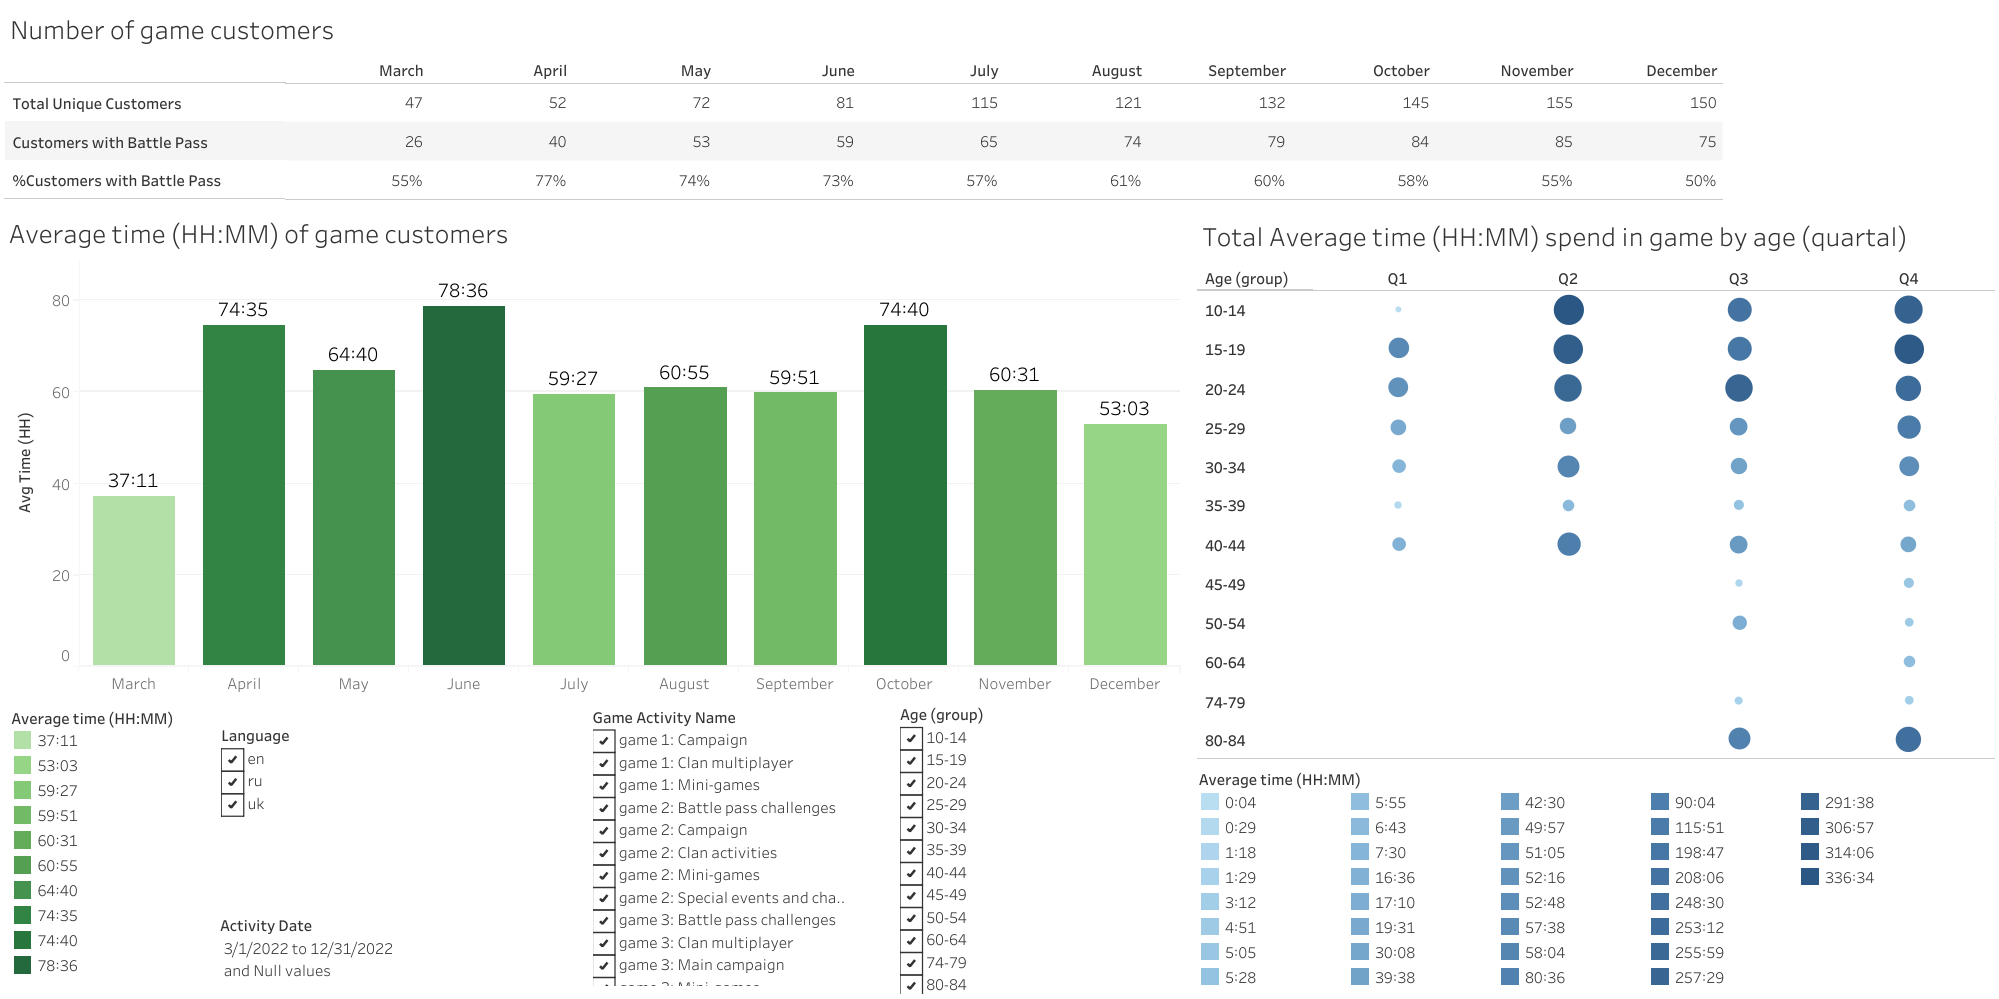 Number of game customers
March April May June July August September October November December
Total Unique Customers 47 52 72 81 115 121 132 145 155 150
Customers with Battle Pass 26 40 53 59 65 74 79 84 85 75
%Customers with Battle Pass 55% 77% 74% 73% 57% 61% 60% 58% 55% 50%
Average time (HH:MM) of game customers
Avg Time (HH)
80
60
40
20
0
37:11 74:35 64:40 78:36 59:27 60:55 59:51 74:40 60:31 53:03
March April May June July August September October November December
Total Average time (HH:MM) spend in game by age (quartal)
Age (group) Q1 Q2 Q3 Q4
10-14
15-19
20-24
25-29
30-34
35-39
40-44
45-49
50-54
60-64
74-79
80-84
Average time (HH:MM)
37:11
53:03
59:27
59:51
60:31
60:55
64:40
74:35
74:40
78:36
Language
en
ru
uk
Activity Date
3/1/2022 to 12/31/2022
and Null values
Game Activity Name
game 1: Campaign
game 1: Clan multiplayer
game 1: Mini-games
game 2: Battle pass challenges
game 2: Campaign
game 2: Clan activities
game 2: Mini-games
game 2: Special events and cha..
game 3: Battle pass challenges
game 3: Clan multiplayer
game 3: Main campaign
Age (group)
10-14
15-19
20-24
25-29
30-34
35-39
40-44
45-49
50-54
60-64
74-79
80-84
Average time (HH:MM)
0:04 5:55 42:30 90:04 291:38
0:29 6:43 49:57 115:51 306:57
1:18 7:30 51:05 198:47 314:06
1:29 16:36 52:16 208:06 336:34
3:12 17:10 52:48 248:30
4:51 19:31 57:38 253:12
5:05 30:08 58:04 255:59
5:28 39:38 80:36 257:29